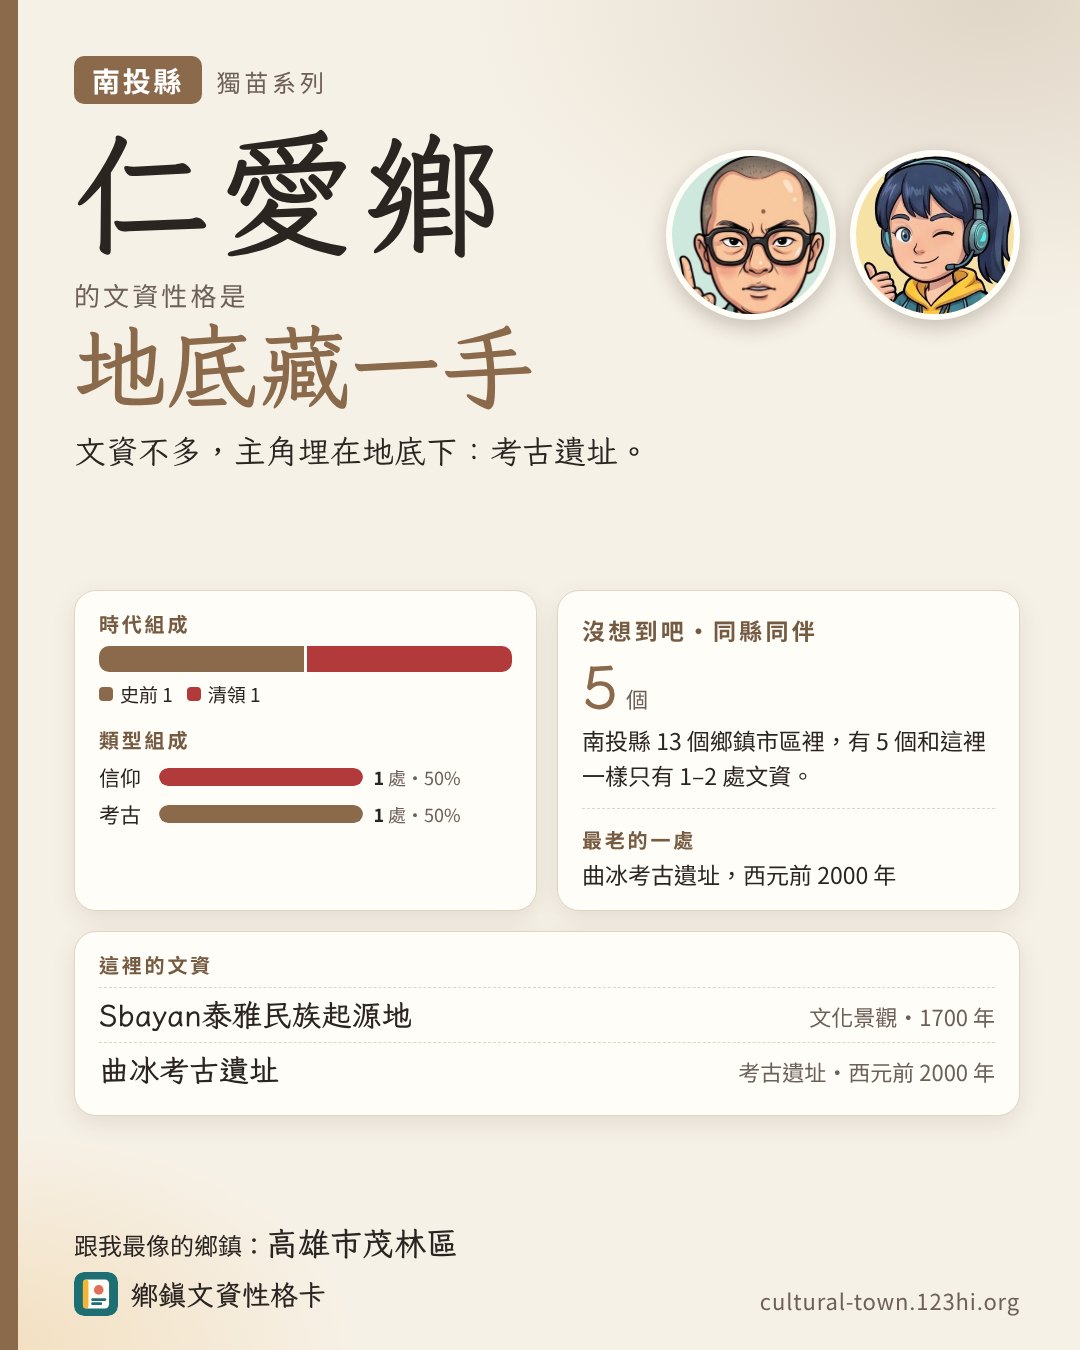 南投縣 獨苗系列
仁愛鄉
的文資性格是
地底藏一手
文資不多，主角埋在地底下：考古遺址。
時代組成
史前 1 清領 1
類型組成
信仰 1 處・50%
考古 1 處・50%
沒想到吧・同縣同伴
5 個
南投縣 13 個鄉鎮市區裡，有 5 個和這裡
一樣只有 1–2 處文資。
最老的一處
曲冰考古遺址，西元前 2000 年
這裡的文資
Sbayan泰雅民族起源地 文化景觀・1700 年
曲冰考古遺址 考古遺址・西元前 2000 年
跟我最像的鄉鎮：高雄市茂林區
鄉鎮文資性格卡
cultural-town.123hi.org